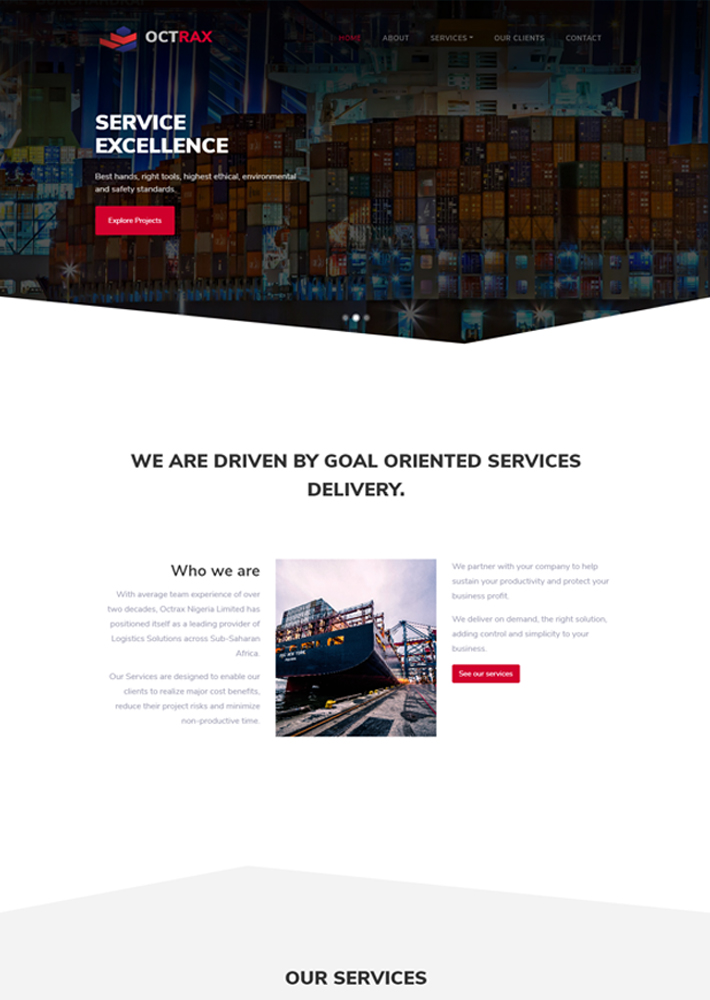 OCTRAX
HOME ABOUT SERVICES OUR CLIENTS CONTACT
SERVICE
EXCELLENCE
Best hands, right tools, highest ethical, environmental
and safety standards.
Explore Projects
WE ARE DRIVEN BY GOAL ORIENTED SERVICES
DELIVERY.
Who we are
With average team experience of over
two decades, Octrax Nigeria Limited has
positioned itself as a leading provider of
Logistics Solutions across Sub-Saharan
Africa.
Our Services are designed to enable our
clients to realize major cost benefits,
reduce their project risks and minimize
non-productive time.
We partner with your company to help
sustain your productivity and protect your
business profit.
We deliver on demand, the right solution,
adding control and simplicity to your
business.
See our services
OUR SERVICES